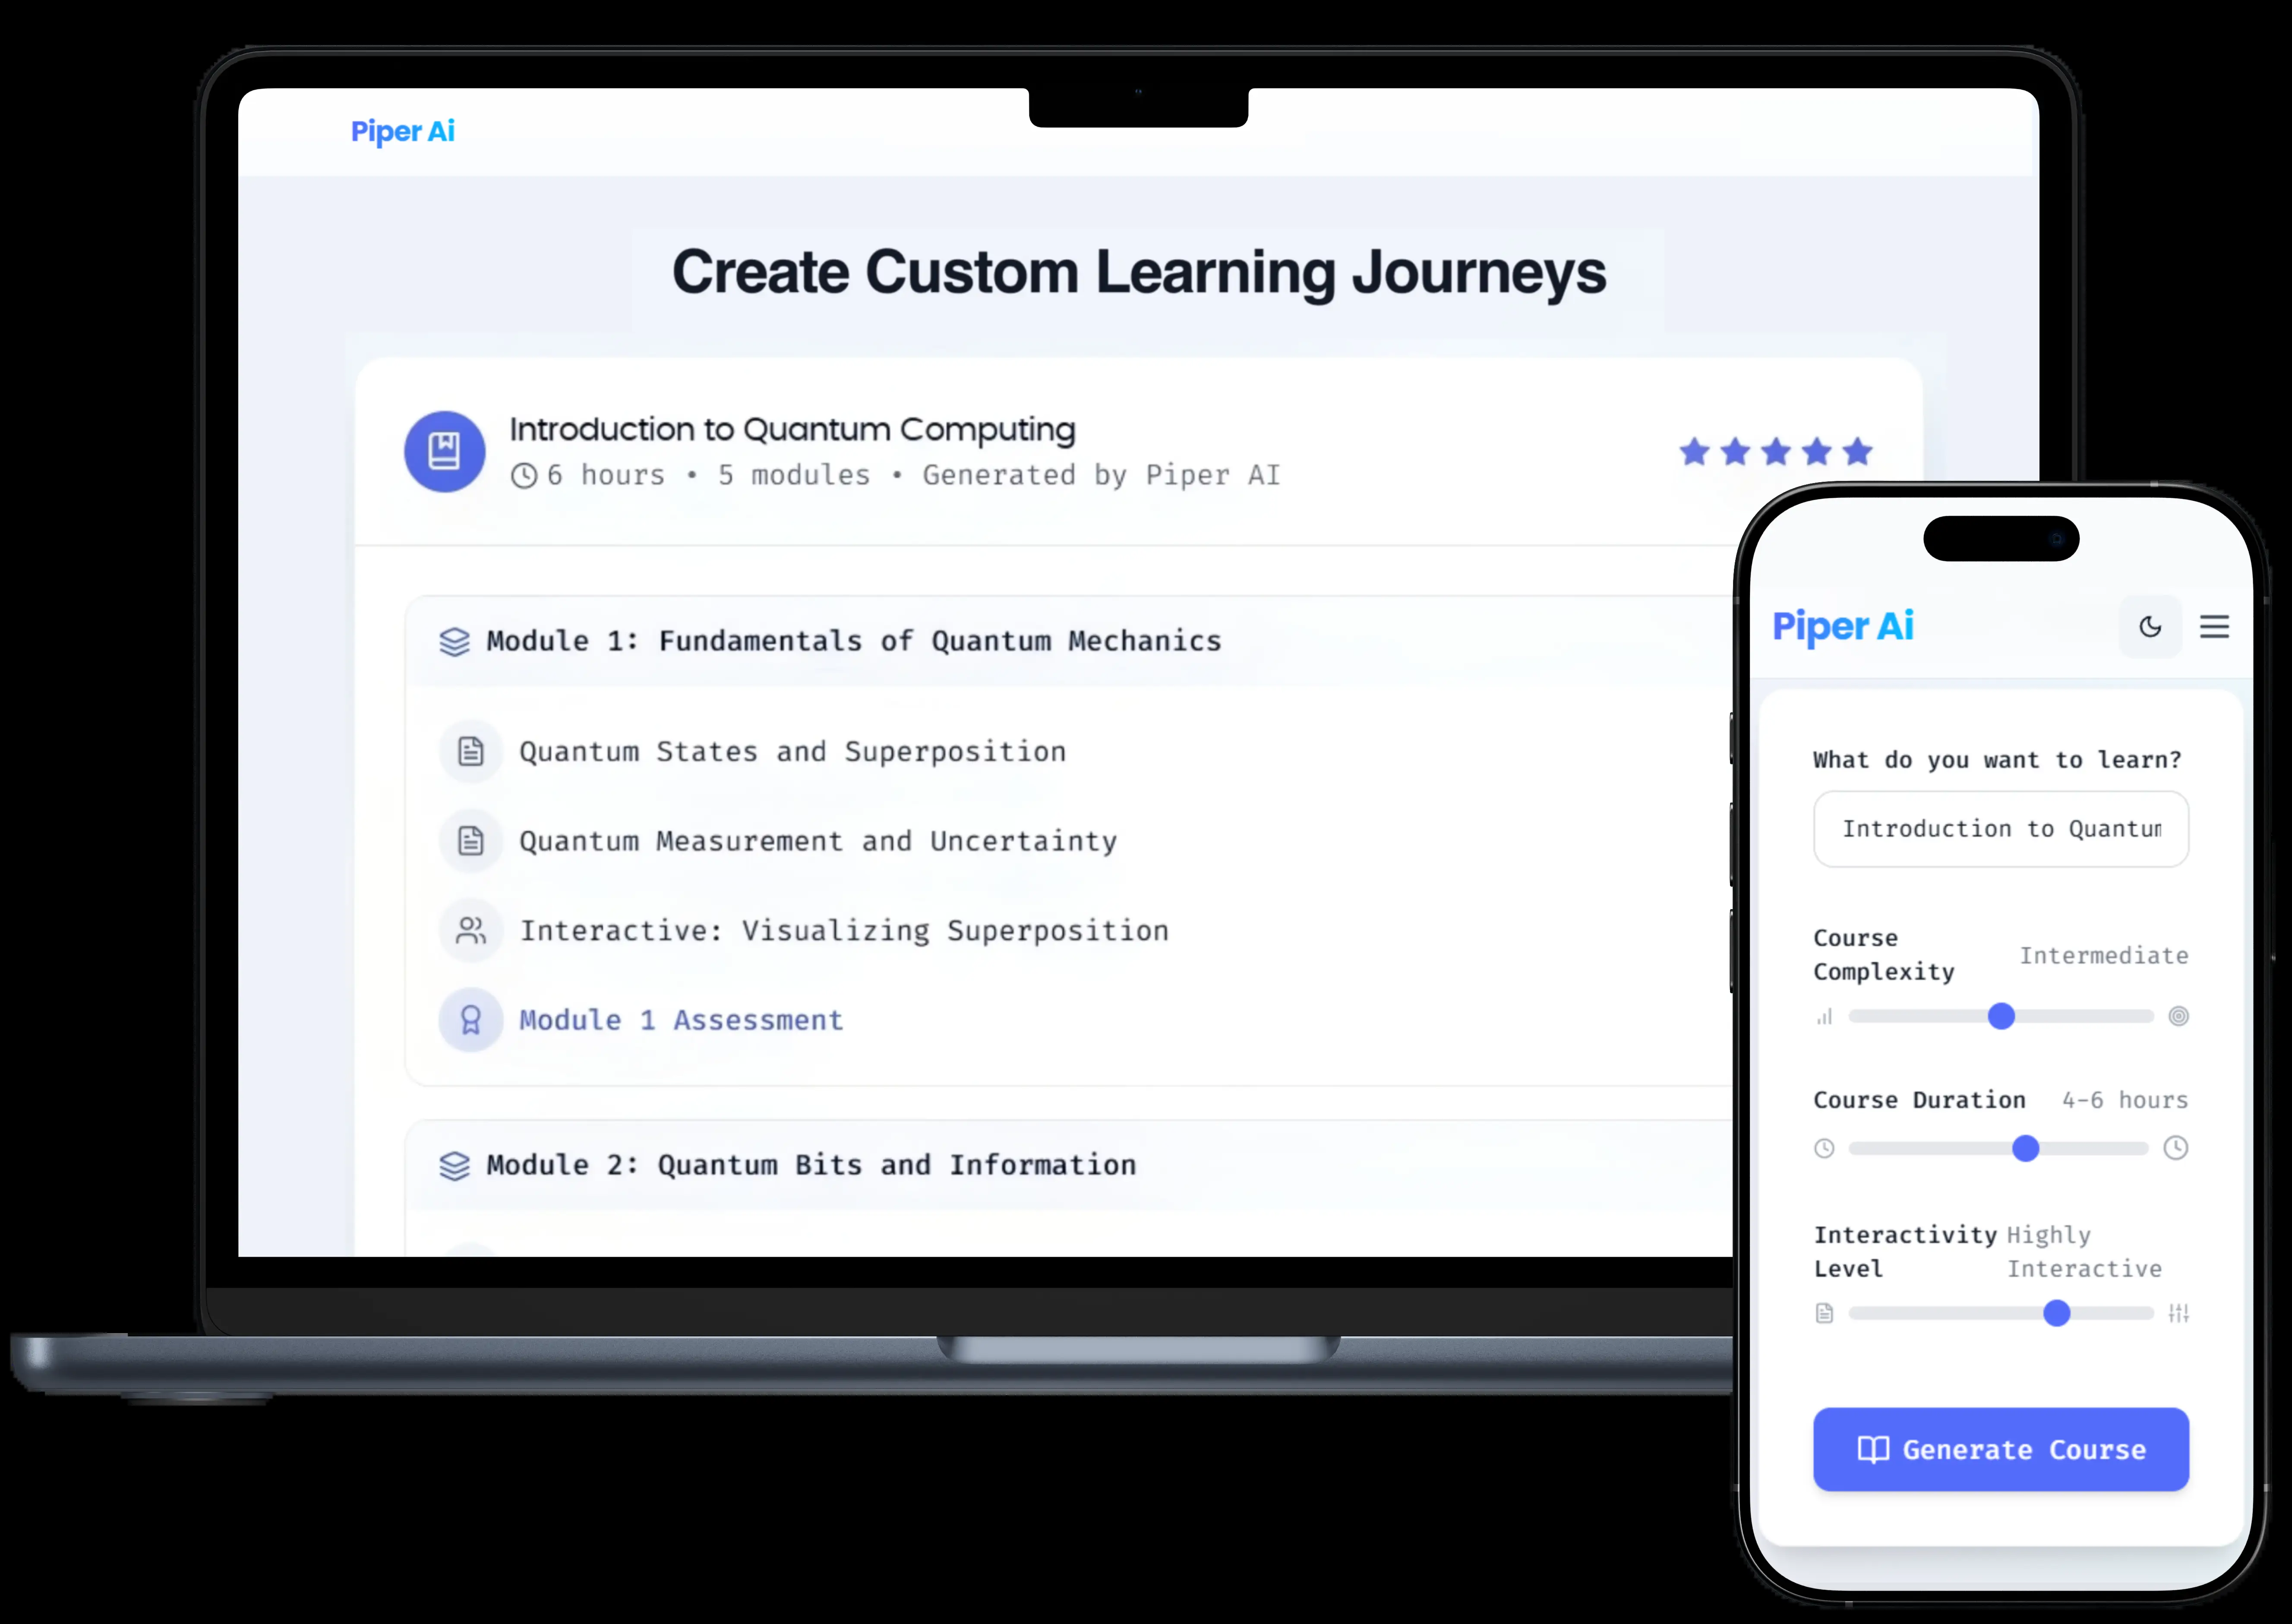 Piper Ai
Create Custom Learning Journeys
Introduction to Quantum Computing
6 hours • 5 modules • Generated by Piper AI
Module 1: Fundamentals of Quantum Mechanics
Quantum States and Superposition
Quantum Measurement and Uncertainty
Interactive: Visualizing Superposition
Module 1 Assessment
Module 2: Quantum Bits and Information
Piper Ai
What do you want to learn?
Introduction to Quantum
Course
Complexity
Intermediate
Course Duration 4-6 hours
Interactivity Highly
Level Interactive
Generate Course